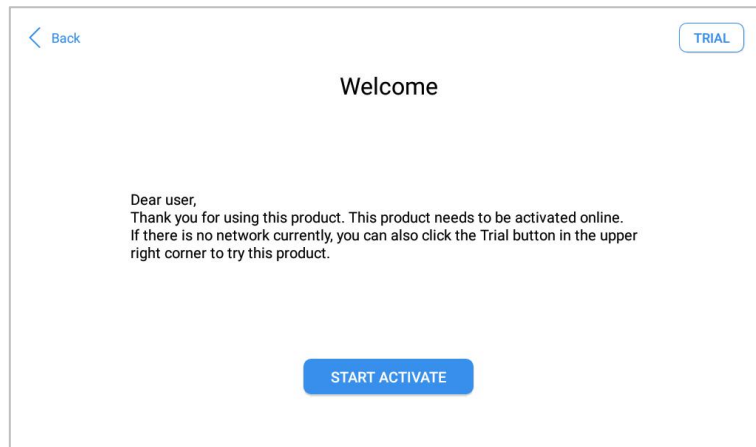 Back
TRIAL
Welcome
Dear user,
Thank you for using this product. This product needs to be activated online.
If there is no network currently, you can also click the Trial button in the upper
right corner to try this product.
START ACTIVATE